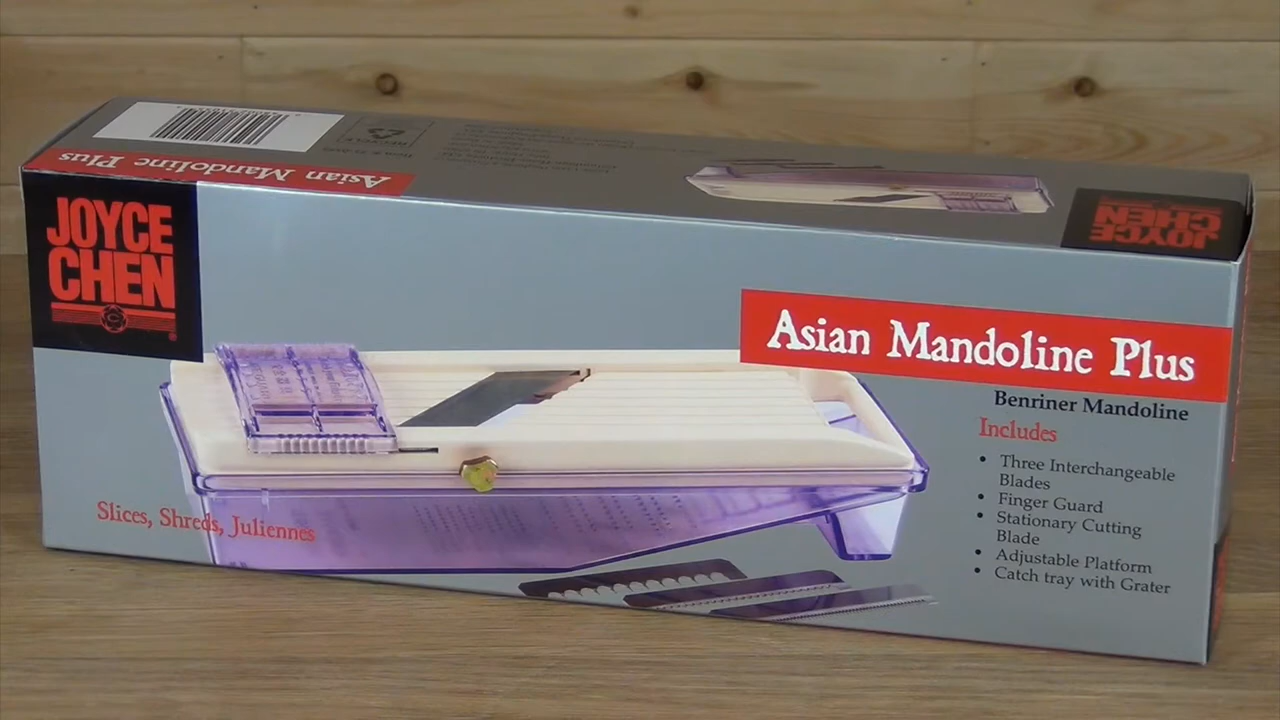 Asian Mandoline Plus
RECYCLE
JOYCE
CHEN
JOYCE
CHEN
C
®
Asian Mandoline Plus
Benriner Mandoline
Includes
• Three Interchangeable
Blades
• Finger Guard
• Stationary Cutting
Blade
• Adjustable Platform
• Catch tray with Grater
Slices, Shreds, Juliennes